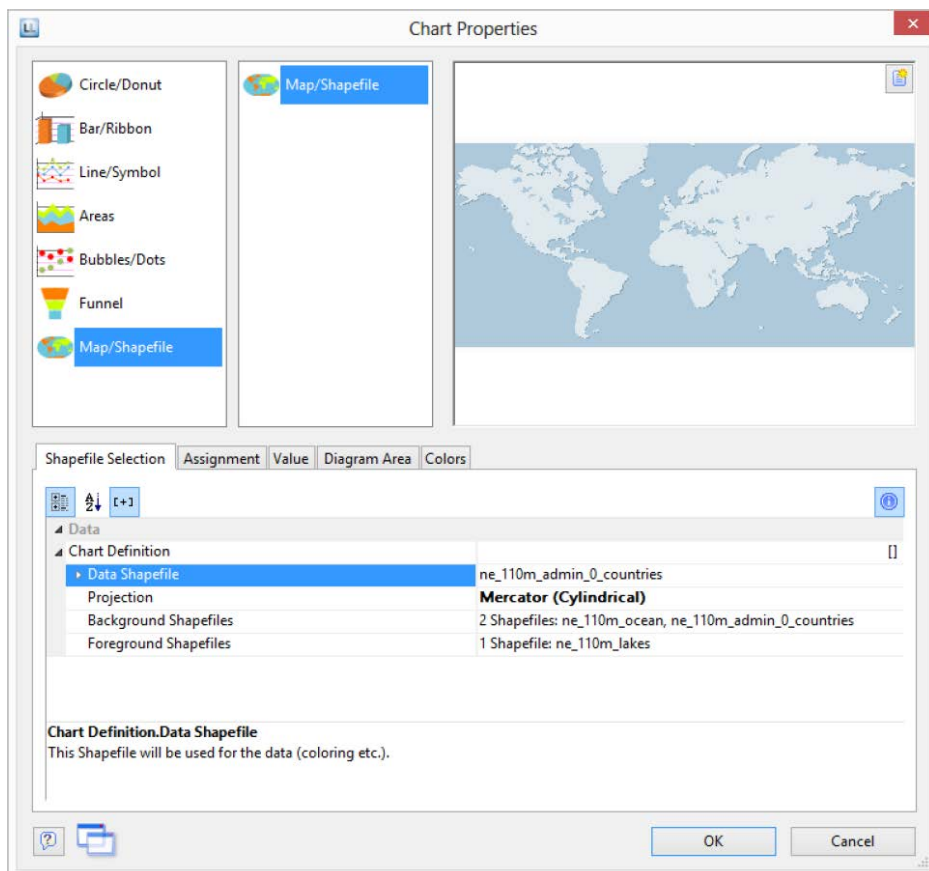 LL
Chart Properties
Circle/Donut
Bar/Ribbon
Line/Symbol
Areas
Bubbles/Dots
Funnel
Map/Shapefile
Map/Shapefile
Shapefile Selection Assignment Value Diagram Area Colors
A Z [+]
Data
Chart Definition []
Data Shapefile ne_110m_admin_0_countries
Projection Mercator (Cylindrical)
Background Shapefiles 2 Shapefiles: ne_110m_ocean, ne_110m_admin_0_countries
Foreground Shapefiles 1 Shapefile: ne_110m_lakes
Chart Definition.Data Shapefile
This Shapefile will be used for the data (coloring etc.).
OK Cancel